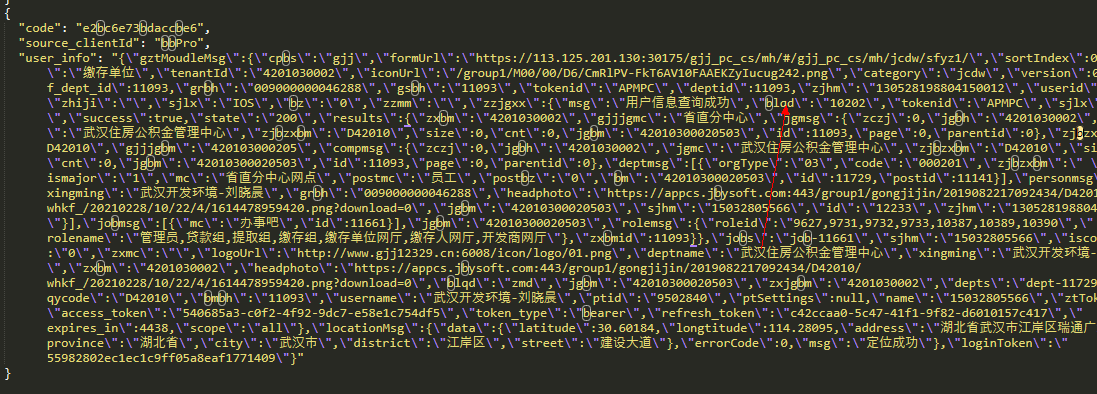 }
{
"code": "e2bc6e73bdaccbe6",
"source_clientId": "bbPro",
"user_info": "{\"gztMoudleMsg\":{\"cpbs\":\"gjj\",\"formUrl\":\"https://113.125.201.130:30175/gjj_pc_cs/mh/#/gjj_pc_cs/mh/jcdw/sfyz1/\",\"sortIndex\":0
\":\"缴存单位\",\"tenantId\":\"4201030002\",\"iconUrl\":\"/group1/M00/00/D6/CmRlPV-FkT6AV10FAAEKZyIucug242.png\",\"category\":\"jcdw\",\"version\":0
f_dept_id\":11093,\"grbh\":\"009000000046288\",\"gsbh\":\"11093\",\"tokenid\":\"APMPC\",\"deptid\":11093,\"zjhm\":\"130528198804150012\",\"userid\"
\"zhiji\":\"\",\"sjlx\":\"IOS\",\"bz\":\"0\",\"zzmm\":\"\",\"zzjgxx\":{\"msg\":\"用户信息查询成功\",\"blqd\":\"10202\",\"tokenid\":\"APMPC\",\"sjlx\"
,\"success\":true,\"state\":\"200\",\"results\":{\"zxbm\":\"4201030002\",\"gjjjgmc\":\"省直分中心\",\"jgmsg\":{\"zczj\":0,\"jgbh\":\"4201030002\",\"
\":\"武汉住房公积金管理中心\",\"zjbzxbm\":\"D42010\",\"size\":0,\"cnt\":0,\"jgbm\":\"42010300020503\",\"id\":11093,\"page\":0,\"parentid\":0},\"zjbzx
D42010\",\"gjjjgbm\":\"420103000205\",\"compmsg\":{\"zczj\":0,\"jgbh\":\"4201030002\",\"jgmc\":\"武汉住房公积金管理中心\",\"zjbzxbm\":\"D42010\",\"si
\"cnt\":0,\"jgbm\":\"42010300020503\",\"id\":11093,\"page\":0,\"parentid\":0},\"deptmsg\":[{\"orgType\":\"03\",\"code\":\"000201\",\"zjbzxbm\":\"
ismajor\":\"1\",\"mc\":\"省直分中心网点\",\"postmc\":\"员工\",\"postbz\":\"0\",\"bm\":\"42010300020503\",\"id\":11729,\"postid\":11141}],\"personmsg
xingming\":\"武汉开发环境-刘晓晨\",\"grbh\":\"009000000046288\",\"headphoto\":\"https://appcs.jbysoft.com:443/group1/gongjijin/2019082217092434/D4201
whkf_/20210228/10/22/4/1614478959420.png?download=0\",\"jgbm\":\"42010300020503\",\"sjhm\":\"15032805566\",\"id\":\"12233\",\"zjhm\":\"130528198804
\"}],\"jobmsg\":[{\"mc\":\"办事吧\",\"id\":11661}],\"jgbm\":\"42010300020503\",\"rolemsg\":{\"roleid\":\"9627,9731,9732,9733,10387,10389,10390\",\"
rolename\":\"管理员,贷款组,提取组,缴存组,缴存单位网厅,缴存人网厅,开发商网厅\"},\"zxbmid\":11093}},\"jobs\":\"job-11661\",\"sjhm\":\"15032805566\",\"isco
\":\"0\",\"zxmc\":\"\",\"logoUrl\":\"http://www.gjj12329.cn:6008/icon/logo/01.png\",\"deptname\":\"武汉住房公积金管理中心\",\"xingming\":\"武汉开发环境-
,\"zxbm\":\"4201030002\",\"headphoto\":\"https://appcs.jbysoft.com:443/group1/gongjijin/2019082217092434/D42010/
whkf_/20210228/10/22/4/1614478959420.png?download=0\",\"blqd\":\"zmd\",\"jgbm\":\"42010300020503\",\"zxjgbm\":\"4201030002\",\"depts\":\"dept-11729
qycode\":\"D42010\",\"bmbh\":\"11093\",\"username\":\"武汉开发环境-刘晓晨\",\"ptid\":\"9502840\",\"ptSettings\":null,\"name\":\"15032805566\",\"ztTok
\"access_token\":\"540685a3-c0f2-4f92-9dc7-e58e1c754df5\",\"token_type\":\"bearer\",\"refresh_token\":\"c42ccaa0-5c47-41f1-9f82-d6010157c417\",\"
expires_in\":4438,\"scope\":\"all\"},\"locationMsg\":{\"data\":{\"latitude\":30.60184,\"longtitude\":114.28095,\"address\":\"湖北省武汉市江岸区瑞通广
province\":\"湖北省\",\"city\":\"武汉市\",\"district\":\"江岸区\",\"street\":\"建设大道\"},\"errorCode\":0,\"msg\":\"定位成功\"},\"loginToken\":\"
55982802ec1ec1c9ff05a8eaf1771409\"}"
}